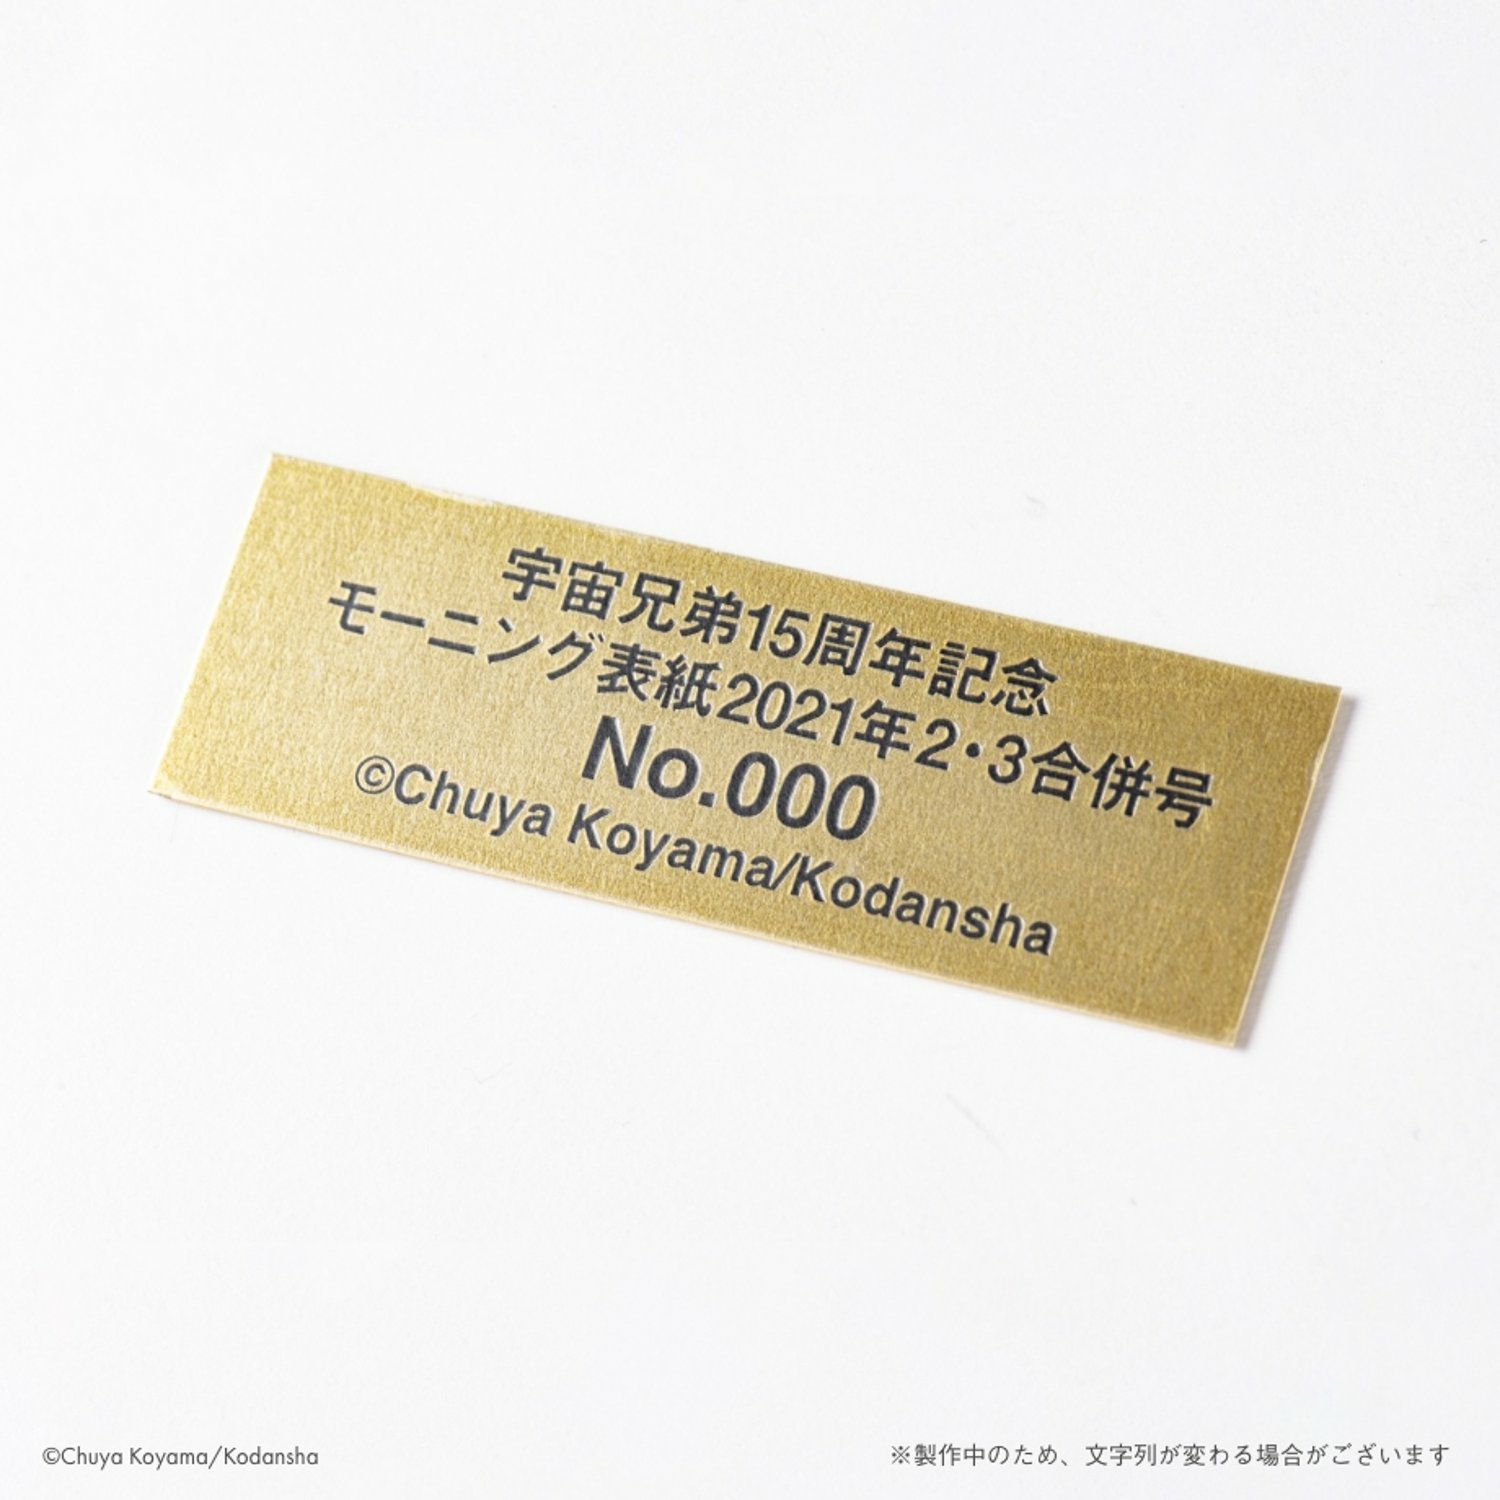 宇宙兄弟15周年記念
モーニング表紙2021年2・3合併号
No.000
©Chuya Koyama/Kodansha
©Chuya Koyama/Kodansha
※製作中のため、文字列が変わる場合がございます